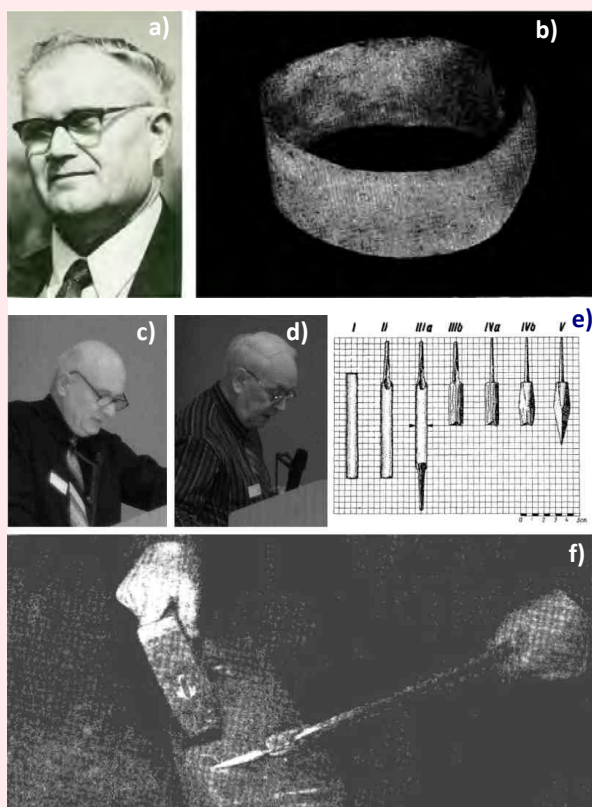 a)
b)
c)
d)
e)
I II IIIa IIIb IVa IVb V
0 1 2 3 4 5cm
f)